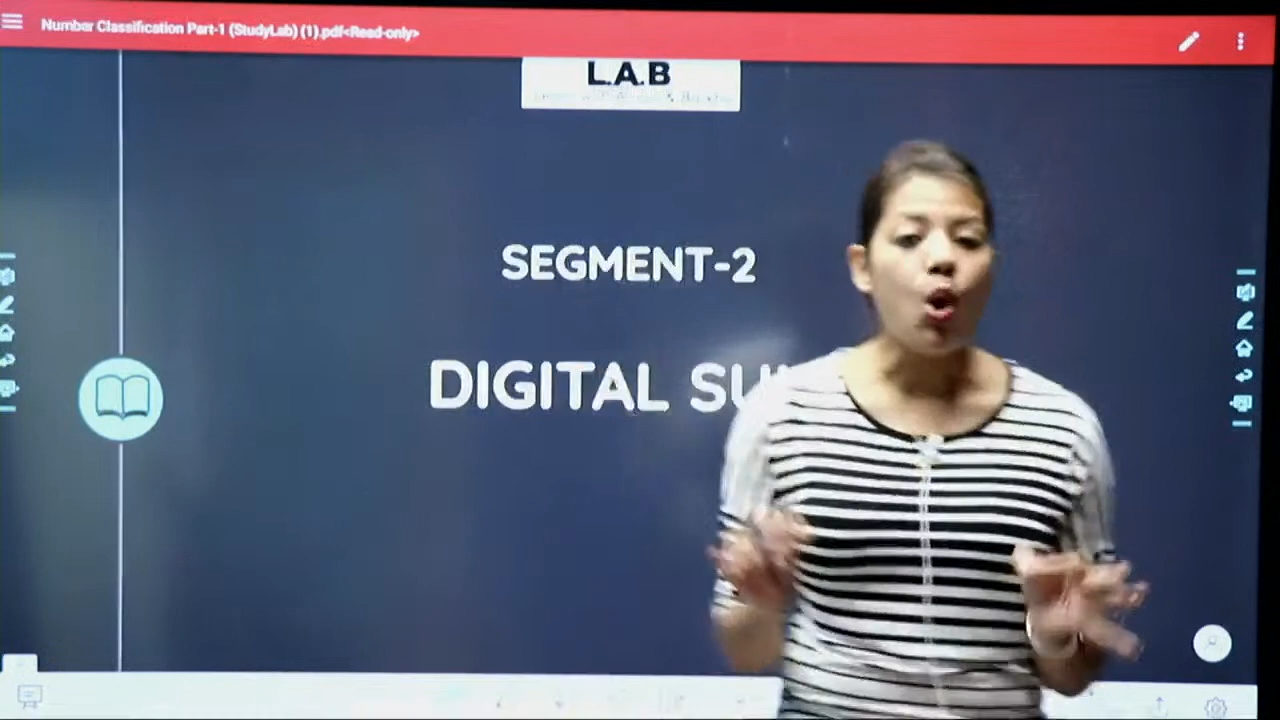 Number Classification Part-1 (StudyLab) (1).pdf<Read-only>
L.A.B
SEGMENT-2
DIGITAL SU